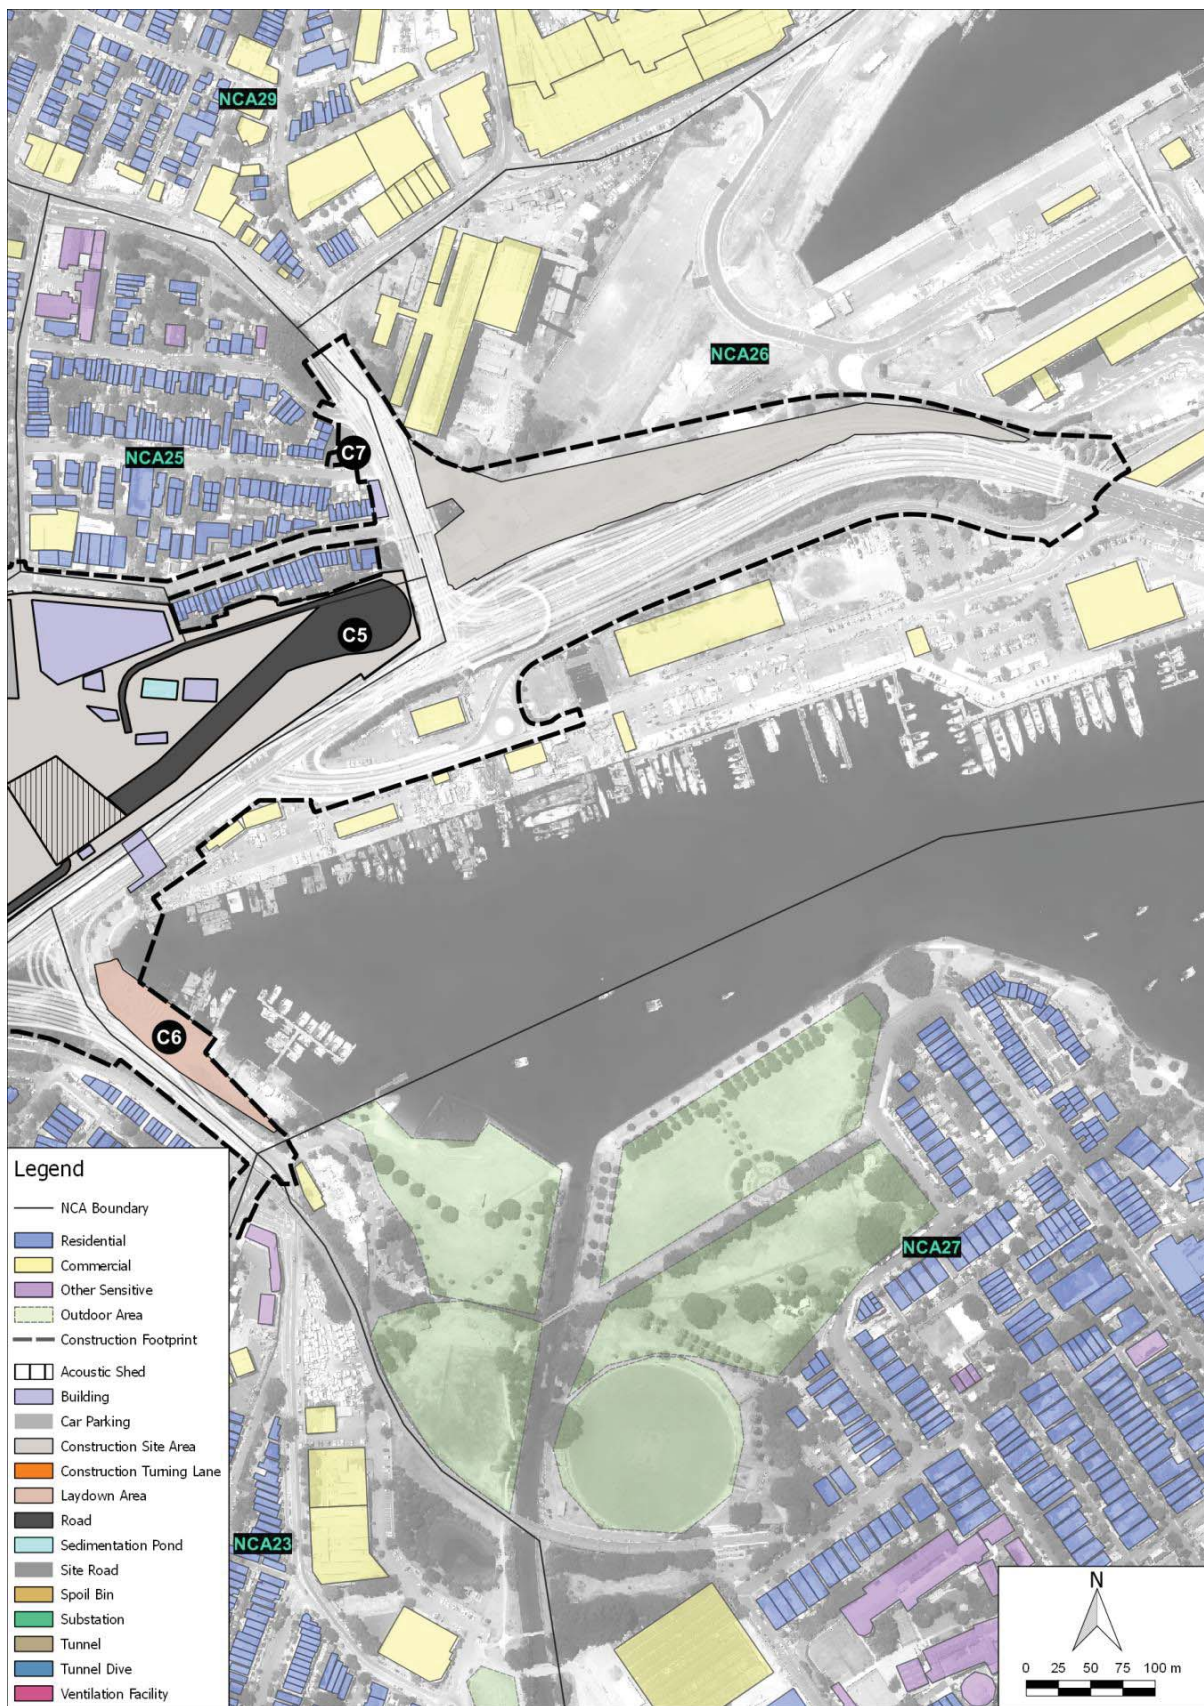 NCA29
NCA26
C7
NCA25
C5
C6
NCA27
NCA23
Legend
NCA Boundary
Residential
Commercial
Other Sensitive
Outdoor Area
Construction Footprint
Acoustic Shed
Building
Car Parking
Construction Site Area
Construction Turning Lane
Laydown Area
Road
Sedimentation Pond
Site Road
Spoil Bin
Substation
Tunnel
Tunnel Dive
Ventilation Facility
N
0 25 50 75 100 m